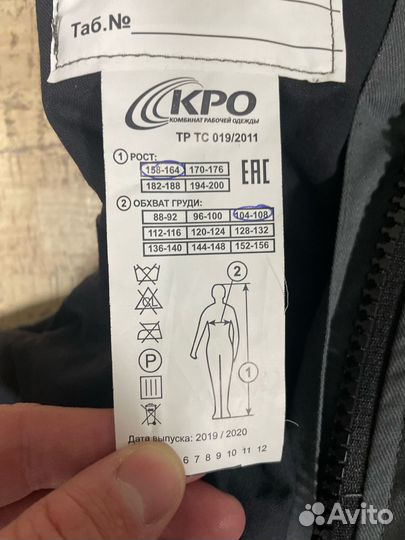 Таб.№
КРО
КОМБИНАТ РАБОЧЕЙ ОДЕЖДЫ
ТР ТС 019/2011
1 РОСТ:
158-164 170-176
182-188 194-200
EAC
2 ОБХВАТ ГРУДИ:
88-92 96-100 104-108
112-116 120-124 128-132
136-140 144-148 152-156
P
2
1
Дата выпуска: 2019 / 2020
6 7 8 9 10 11 12
Avito